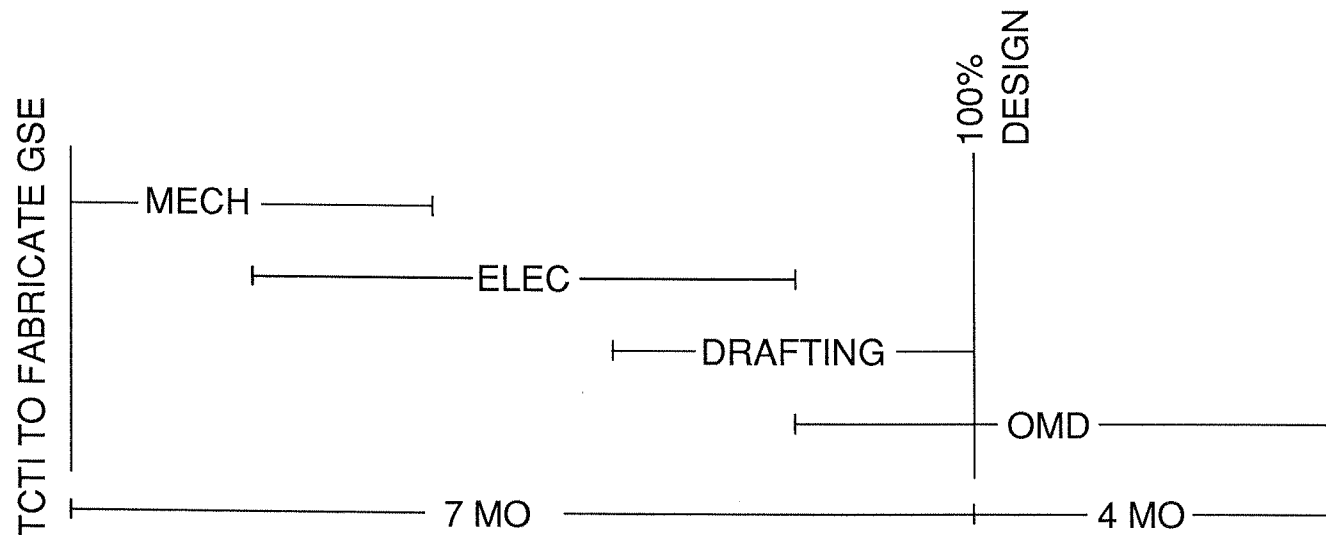 TCTI TO FABRICATE GSE
100%
DESIGN
MECH
ELEC
DRAFTING
OMD
7 MO
4 MO